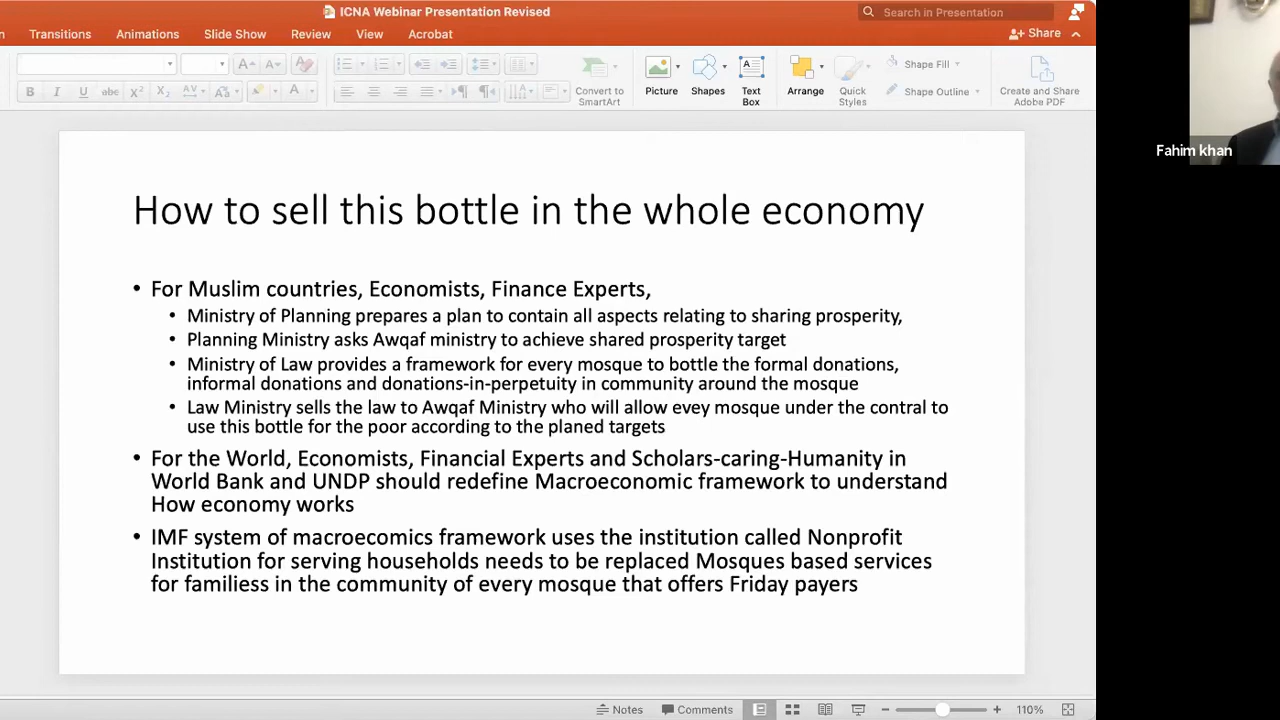 ICNA Webinar Presentation Revised
Search in Presentation
Transitions
Animations
Slide Show
Review
View
Acrobat
Share
Convert to
SmartArt
Picture
Shapes
Text
Box
Arrange
Quick
Styles
Shape Fill
Shape Outline
Create and Share
Adobe PDF
Fahim khan
How to sell this bottle in the whole economy
• For Muslim countries, Economists, Finance Experts,
• Ministry of Planning prepares a plan to contain all aspects relating to sharing prosperity,
• Planning Ministry asks Awqaf ministry to achieve shared prosperity target
• Ministry of Law provides a framework for every mosque to bottle the formal donations,
informal donations and donations-in-perpetuity in community around the mosque
• Law Ministry sells the law to Awqaf Ministry who will allow evey mosque under the contral to
use this bottle for the poor according to the planed targets
• For the World, Economists, Financial Experts and Scholars-caring-Humanity in
World Bank and UNDP should redefine Macroeconomic framework to understand
How economy works
• IMF system of macroecomics framework uses the institution called Nonprofit
Institution for serving households needs to be replaced Mosques based services
for familiess in the community of every mosque that offers Friday payers
Notes
Comments
110%